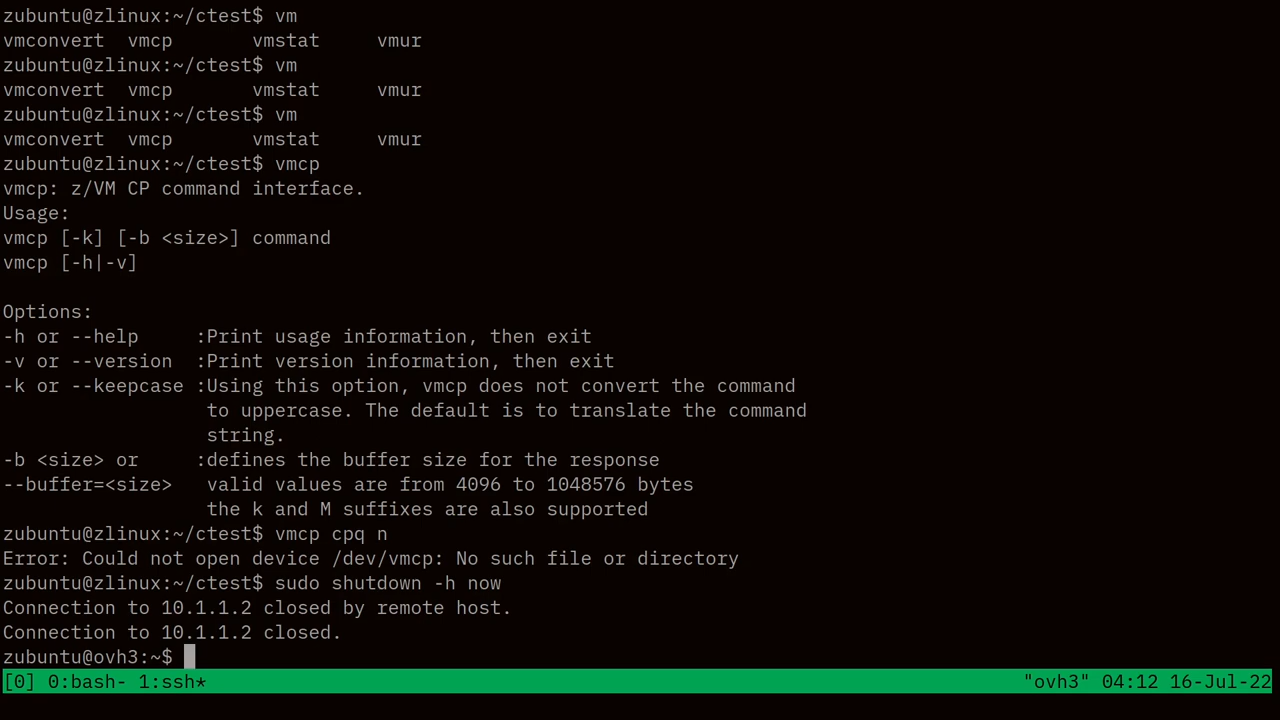 zubuntu@zlinux:~/ctest$ vm
vmconvert  vmcp       vmstat     vmur
zubuntu@zlinux:~/ctest$ vm
vmconvert  vmcp       vmstat     vmur
zubuntu@zlinux:~/ctest$ vm
vmconvert  vmcp       vmstat     vmur
zubuntu@zlinux:~/ctest$ vmcp
vmcp: z/VM CP command interface.
Usage:
vmcp [-k] [-b <size>] command
vmcp [-h|-v]
Options:
-h or --help     :Print usage information, then exit
-v or --version  :Print version information, then exit
-k or --keepcase :Using this option, vmcp does not convert the command
                  to uppercase. The default is to translate the command
                  string.
-b <size> or     :defines the buffer size for the response
--buffer=<size>   valid values are from 4096 to 1048576 bytes
                  the k and M suffixes are also supported
zubuntu@zlinux:~/ctest$ vmcp cpq n
Error: Could not open device /dev/vmcp: No such file or directory
zubuntu@zlinux:~/ctest$ sudo shutdown -h now
Connection to 10.1.1.2 closed by remote host.
Connection to 10.1.1.2 closed.
zubuntu@ovh3:~$
[0] 0:bash- 1:ssh* "ovh3" 04:12 16-Jul-22